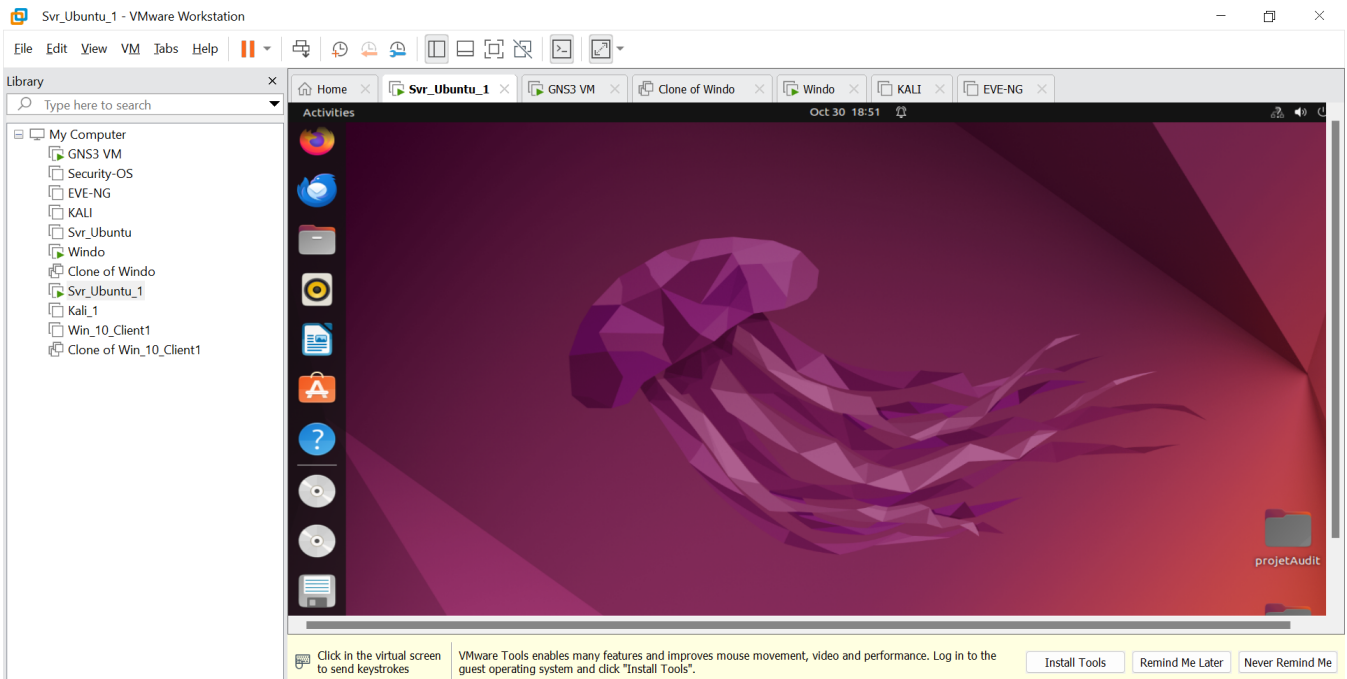 Svr_Ubuntu_1 - VMware Workstation
File Edit View VM Tabs Help
Library
Type here to search
My Computer
GNS3 VM
Security-OS
EVE-NG
KALI
Svr_Ubuntu
Windo
Clone of Windo
Svr_Ubuntu_1
Kali_1
Win_10_Client1
Clone of Win_10_Client1
Home Svr_Ubuntu_1 GNS3 VM Clone of Windo Windo KALI EVE-NG
Activities Oct 30 18:51
projetAudit
Click in the virtual screen
to send keystrokes
VMware Tools enables many features and improves mouse movement, video and performance. Log in to the
guest operating system and click "Install Tools".
Install Tools Remind Me Later Never Remind Me